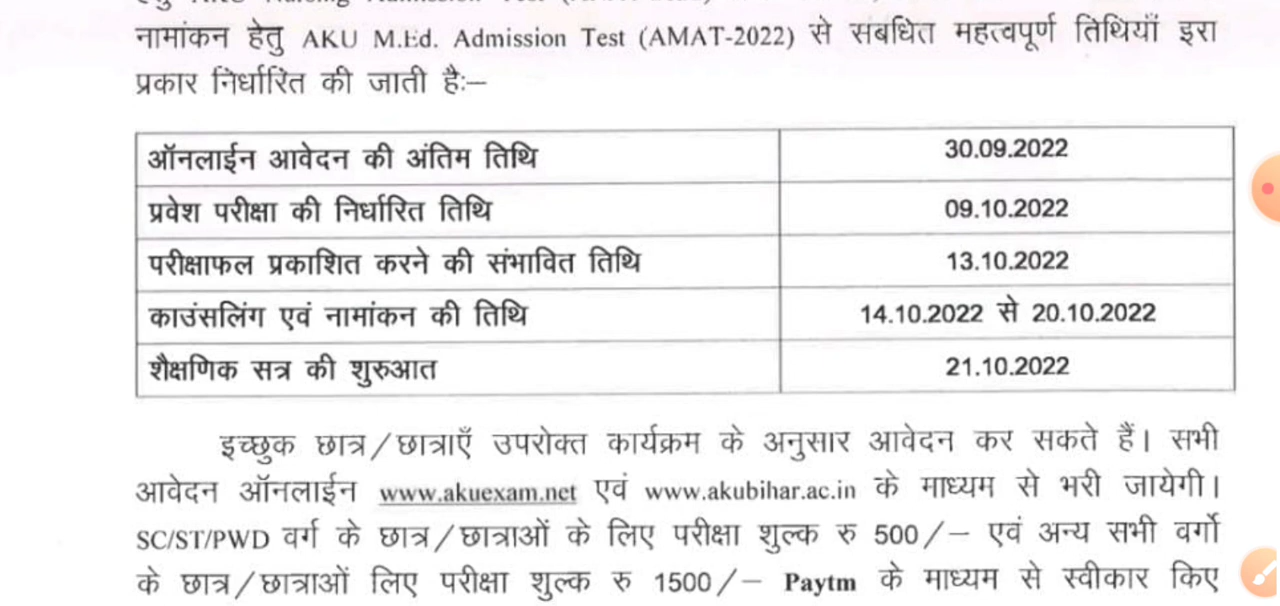 नामांकन हेतु AKU M.Ed. Admission Test (AMAT-2022) से संबधित महत्वपूर्ण तिथियाँ इरा
प्रकार निर्धारित की जाती हैः–
ऑनलाईन आवेदन की अंतिम तिथि 30.09.2022
प्रवेश परीक्षा की निर्धारित तिथि 09.10.2022
परीक्षाफल प्रकाशित करने की संभावित तिथि 13.10.2022
काउंसलिंग एवं नामांकन की तिथि 14.10.2022 से 20.10.2022
शैक्षणिक सत्र की शुरुआत 21.10.2022
इच्छुक छात्र/छात्राएँ उपरोक्त कार्यक्रम के अनुसार आवेदन कर सकते हैं। सभी
आवेदन ऑनलाईन www.akuexam.net एवं www.akubihar.ac.in के माध्यम से भरी जायेगी।
SC/ST/PWD वर्ग के छात्र/छात्राओं के लिए परीक्षा शुल्क रु 500/– एवं अन्य सभी वर्गो
के छात्र/छात्राओं लिए परीक्षा शुल्क रु 1500/– Paytm के माध्यम से स्वीकार किए